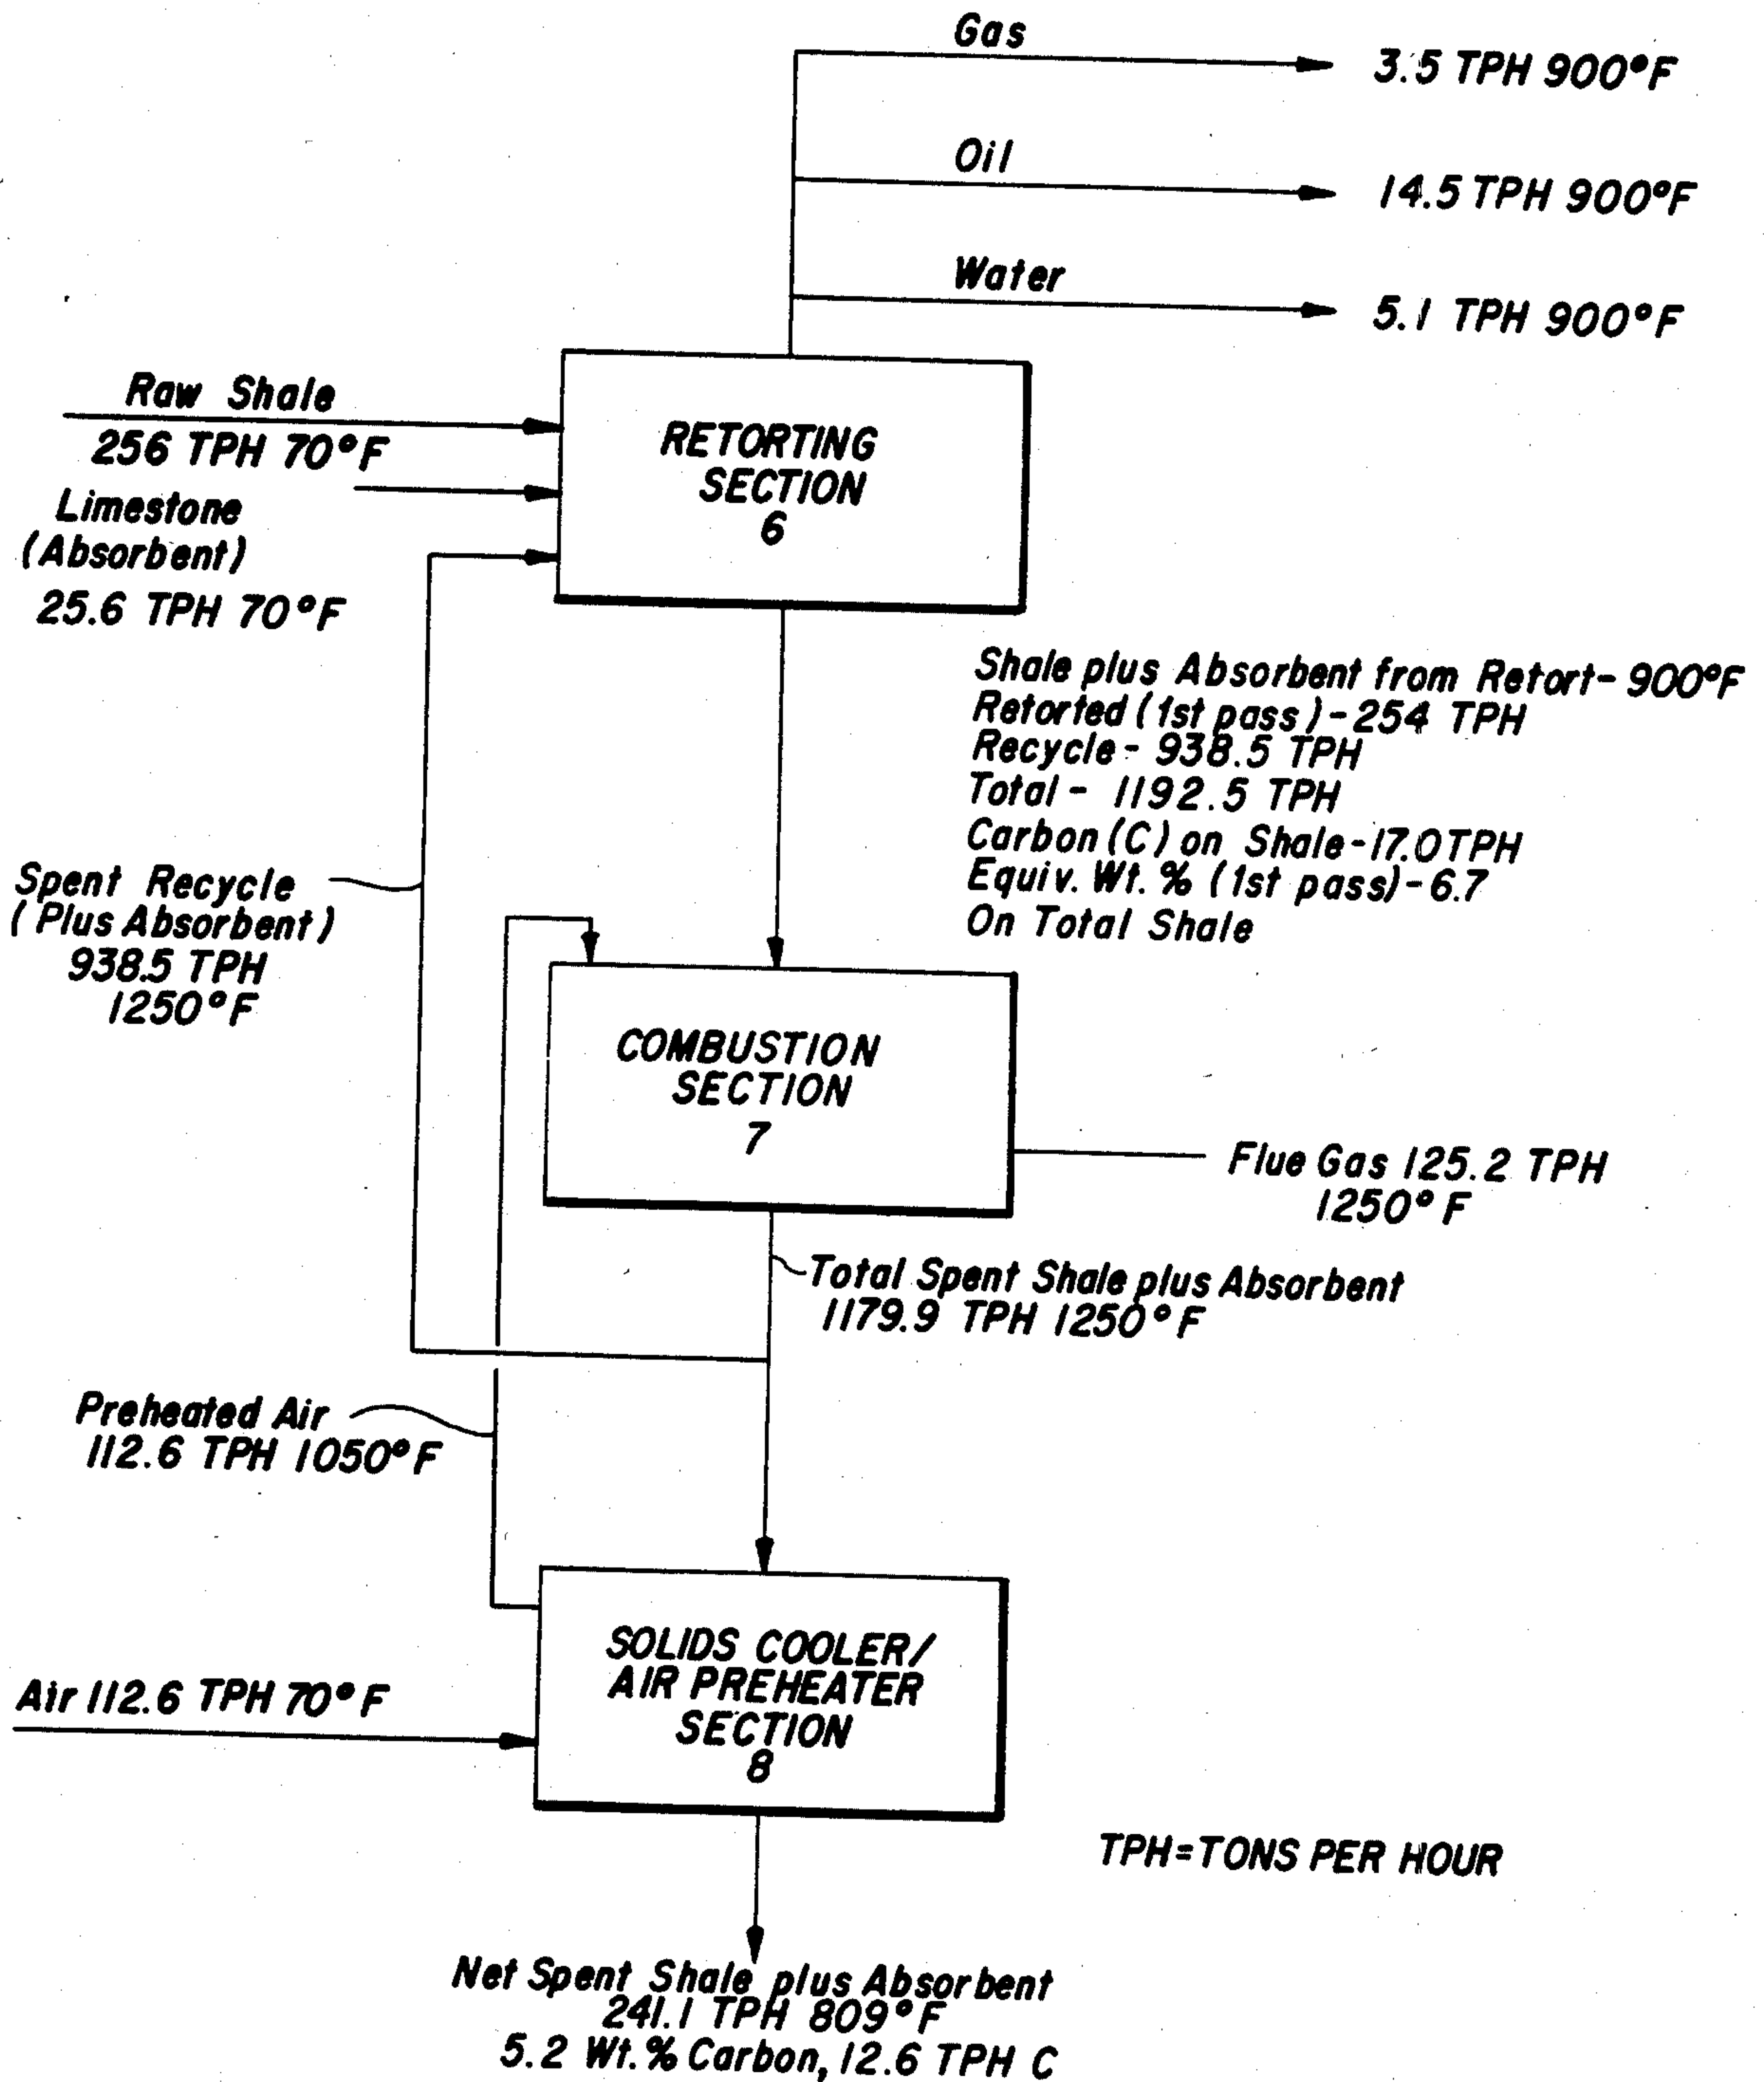 Gas
3.5 TPH 900°F
Oil
14.5 TPH 900°F
Water
5.1 TPH 900°F
Raw Shale
256 TPH 70°F
Limestone
(Absorbent)
25.6 TPH 70°F
RETORTING
SECTION
6
Shale plus Absorbent from Retort- 900°F
Retorted (1st pass)-254 TPH
Recycle- 938.5 TPH
Total - 1192.5 TPH
Carbon (C) on Shale-17.0 TPH
Equiv. Wt. % (1st pass)-6.7
On Total Shale
Spent Recycle
(Plus Absorbent)
938.5 TPH
1250°F
COMBUSTION
SECTION
7
Flue Gas 125.2 TPH
1250°F
Total Spent Shale plus Absorbent
1179.9 TPH 1250°F
Preheated Air
112.6 TPH 1050°F
SOLIDS COOLER/
AIR PREHEATER
SECTION
8
Air 112.6 TPH 70°F
TPH=TONS PER HOUR
Net Spent Shale plus Absorbent
241.1 TPH 809°F
5.2 Wt.% Carbon, 12.6 TPH C